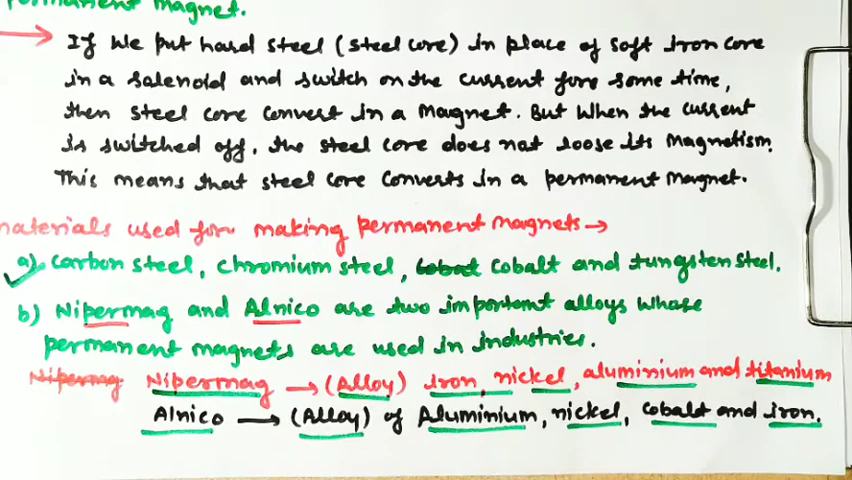 permanent magnet.
→ If we put hard steel (steel core) in place of soft iron core
in a salenoid and switch on the current for some time,
then steel core convert in a magnet. But when the current
is switched off, the steel core does not loose its magnetism.
This means that steel core converts in a permanent magnet.
materials used for making permanent magnets →
a) carbon steel, chromium steel, cobalt and tungsten steel.
b) Nipermag and Alnico are two important alloys whose
permanent magnets are used in industries.
Nipermag → (Alloy) iron, nickel, aluminium and titanium
Alnico → (Alloy) of Aluminium, nickel, cobalt and iron.